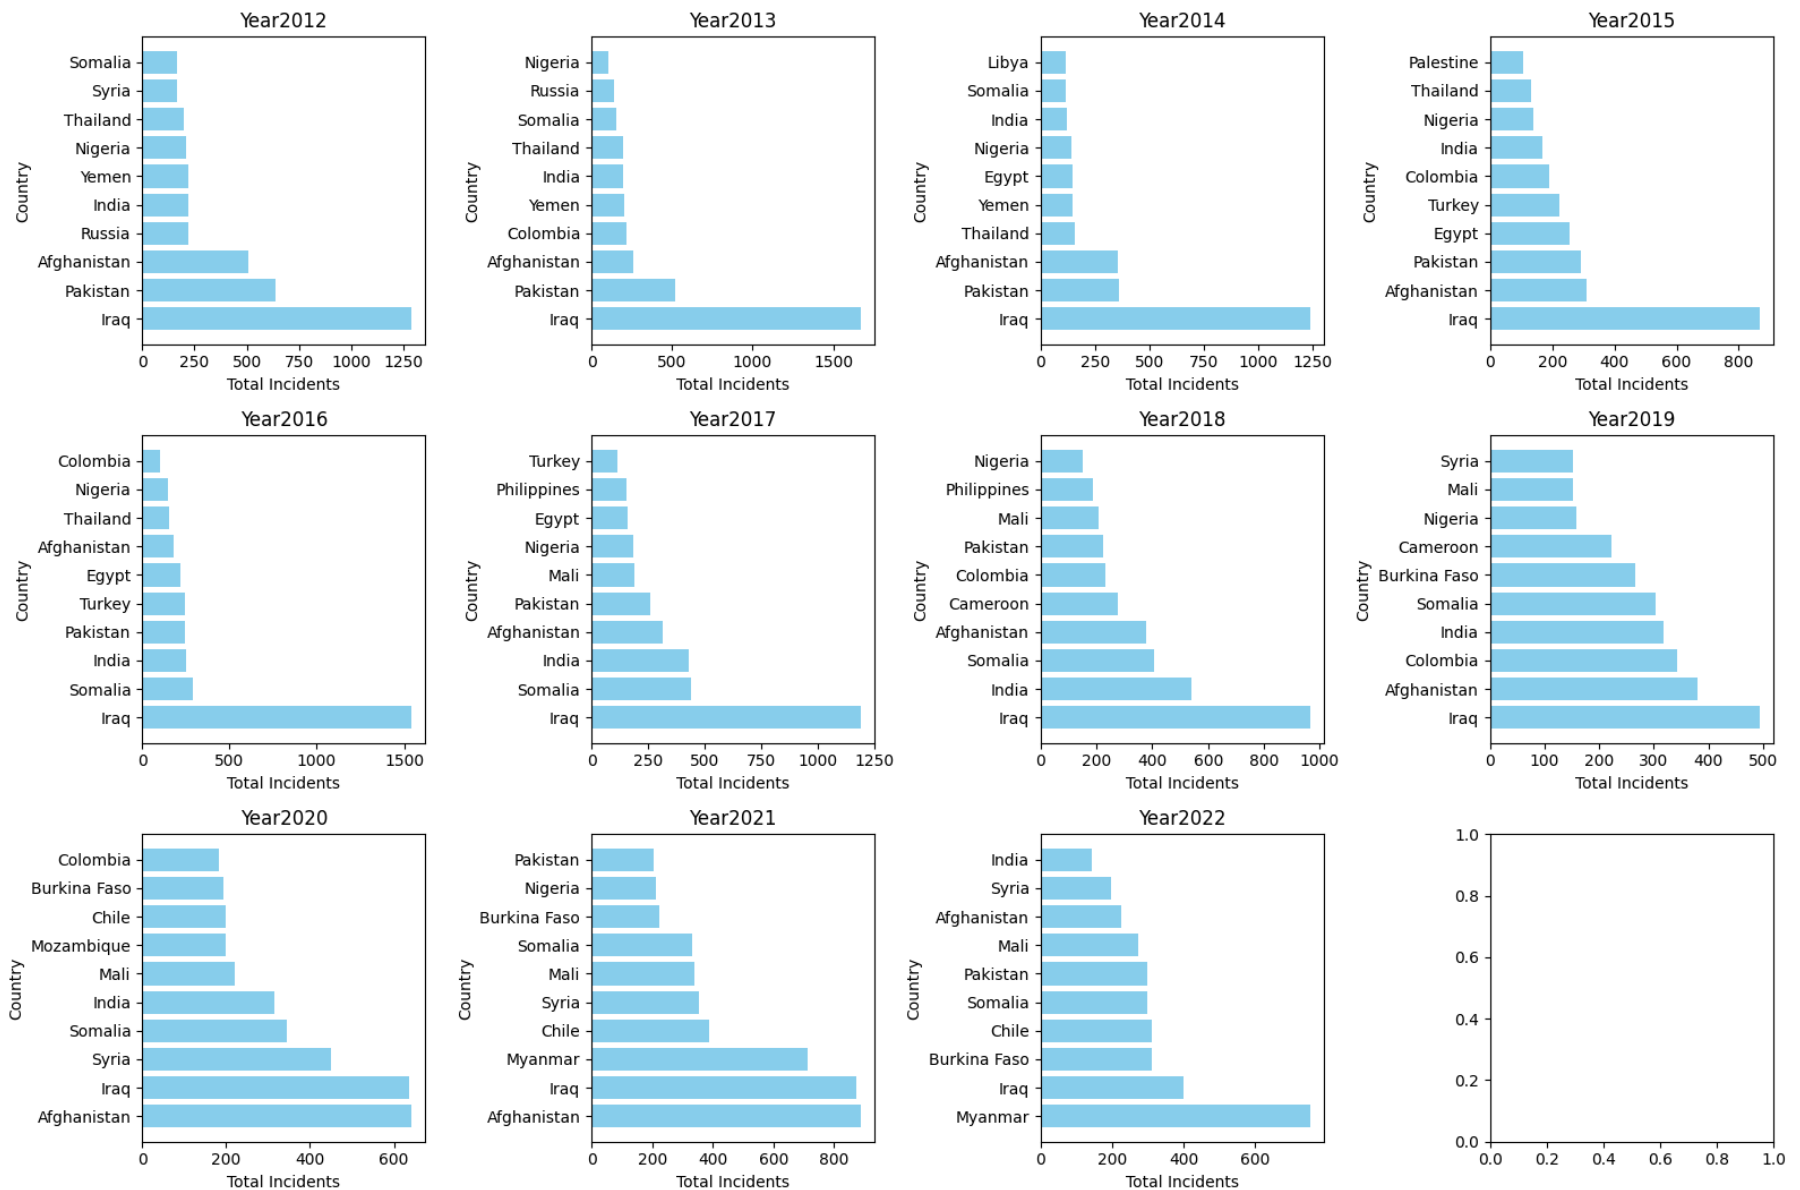 Year2012
Somalia
Syria
Thailand
Nigeria
Yemen
India
Russia
Afghanistan
Pakistan
Iraq
Country
0 250 500 750 1000 1250
Total Incidents
Year2013
Nigeria
Russia
Somalia
Thailand
India
Yemen
Colombia
Afghanistan
Pakistan
Iraq
Country
0 500 1000 1500
Total Incidents
Year2014
Libya
Somalia
India
Nigeria
Egypt
Yemen
Thailand
Afghanistan
Pakistan
Iraq
Country
0 250 500 750 1000 1250
Total Incidents
Year2015
Palestine
Thailand
Nigeria
India
Colombia
Turkey
Egypt
Pakistan
Afghanistan
Iraq
Country
0 200 400 600 800
Total Incidents
Year2016
Colombia
Nigeria
Thailand
Afghanistan
Egypt
Turkey
Pakistan
India
Somalia
Iraq
Country
0 500 1000 1500
Total Incidents
Year2017
Turkey
Philippines
Egypt
Nigeria
Mali
Pakistan
Afghanistan
India
Somalia
Iraq
Country
0 250 500 750 1000 1250
Total Incidents
Year2018
Nigeria
Philippines
Mali
Pakistan
Colombia
Cameroon
Afghanistan
Somalia
India
Iraq
Country
0 200 400 600 800 1000
Total Incidents
Year2019
Syria
Mali
Nigeria
Cameroon
Burkina Faso
Somalia
India
Colombia
Afghanistan
Iraq
Country
0 100 200 300 400 500
Total Incidents
Year2020
Colombia
Burkina Faso
Chile
Mozambique
Mali
India
Somalia
Syria
Iraq
Afghanistan
Country
0 200 400 600
Total Incidents
Year2021
Pakistan
Nigeria
Burkina Faso
Somalia
Mali
Syria
Chile
Myanmar
Iraq
Afghanistan
Country
0 200 400 600 800
Total Incidents
Year2022
India
Syria
Afghanistan
Mali
Pakistan
Somalia
Chile
Burkina Faso
Iraq
Myanmar
Country
0 200 400 600
Total Incidents
1.0
0.8
0.6
0.4
0.2
0.0
0.0 0.2 0.4 0.6 0.8 1.0